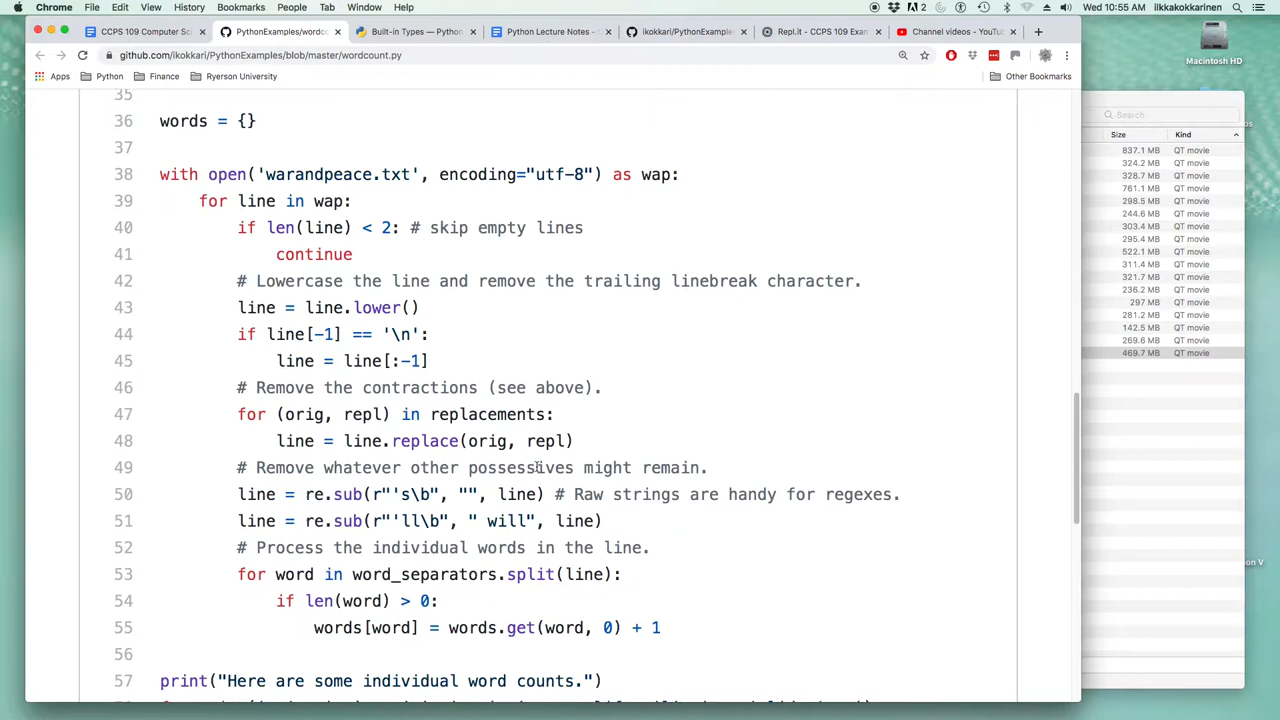 Chrome File Edit View History Bookmarks People Tab Window Help
2 Wed 10:55 AM ilkkakokkarinen
CCPS 109 Computer Sci
PythonExamples/wordco
Built-in Types — Python
Python Lecture Notes -
ikokkari/PythonExamples
Repl.it - CCPS 109 Exam
Channel videos - YouTu
github.com/ikokkari/PythonExamples/blob/master/wordcount.py
Apps Python Finance Ryerson University Other Bookmarks
Macintosh HD
Search
Size Kind
837.1 MB QT movie
324.2 MB QT movie
328.7 MB QT movie
761.1 MB QT movie
298.5 MB QT movie
244.6 MB QT movie
303.4 MB QT movie
295.4 MB QT movie
522.1 MB QT movie
311.4 MB QT movie
321.7 MB QT movie
236.2 MB QT movie
297 MB QT movie
281.2 MB QT movie
142.5 MB QT movie
269.6 MB QT movie
469.7 MB QT movie
35
36 words = {}
37
38 with open('warandpeace.txt', encoding="utf-8") as wap:
39 for line in wap:
40 if len(line) < 2: # skip empty lines
41 continue
42 # Lowercase the line and remove the trailing linebreak character.
43 line = line.lower()
44 if line[-1] == '\n':
45 line = line[:-1]
46 # Remove the contractions (see above).
47 for (orig, repl) in replacements:
48 line = line.replace(orig, repl)
49 # Remove whatever other possessives might remain.
50 line = re.sub(r"'s\b", "", line) # Raw strings are handy for regexes.
51 line = re.sub(r"'ll\b", " will", line)
52 # Process the individual words in the line.
53 for word in word_separators.split(line):
54 if len(word) > 0:
55 words[word] = words.get(word, 0) + 1
56
57 print("Here are some individual word counts.")